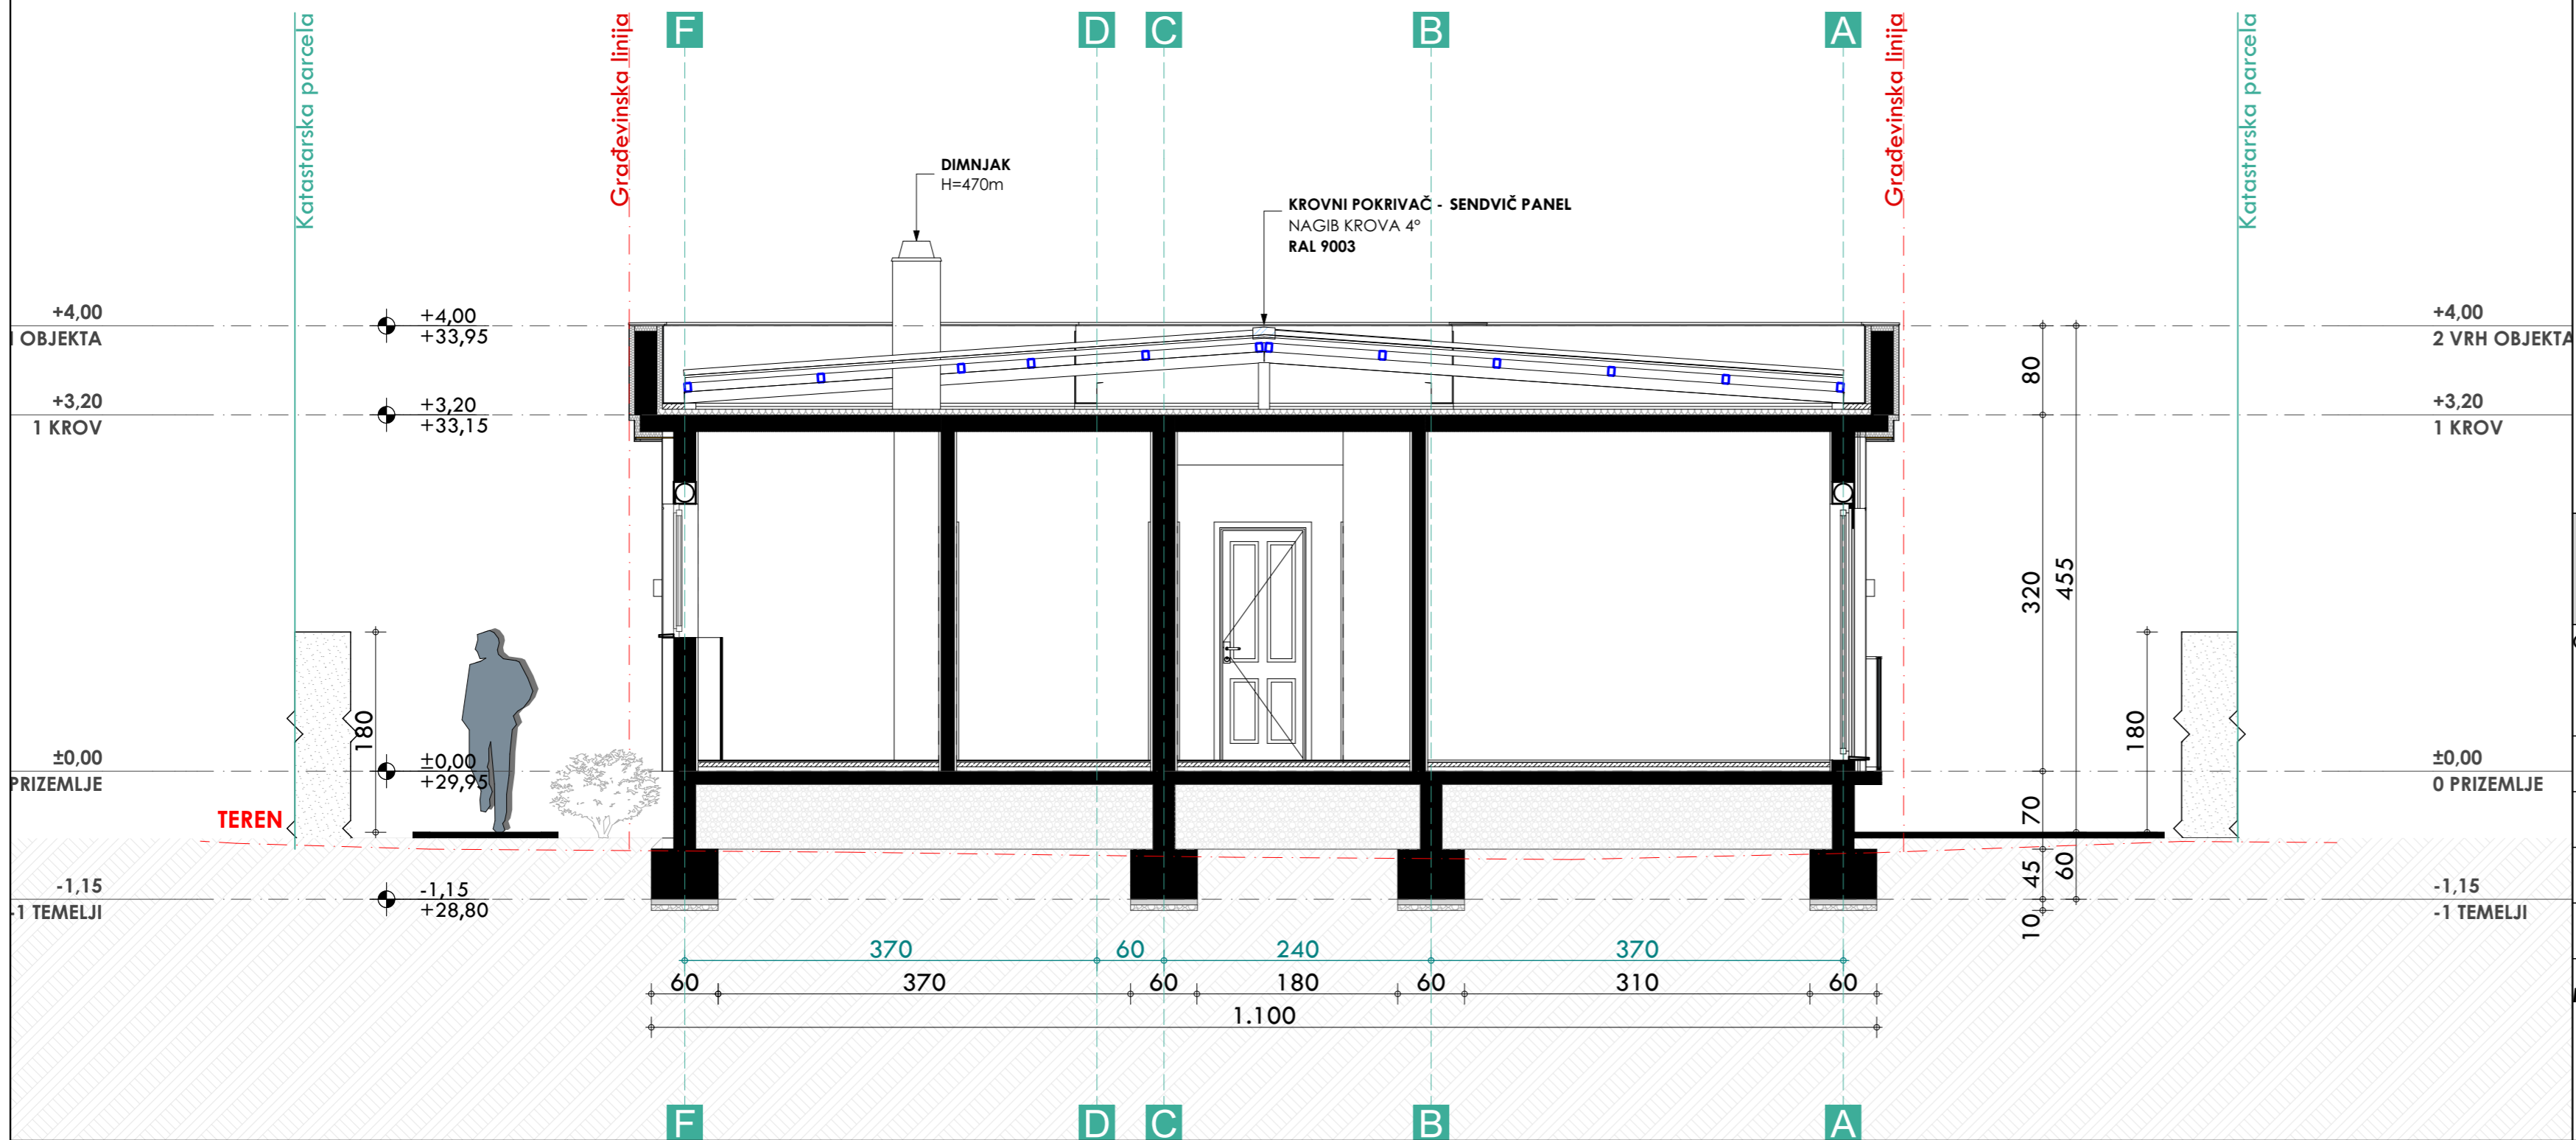 Katastarska parcela
Građevinska linija
F
D
C
B
A
Građevinska linija
Katastarska parcela
DIMNJAK
H=470m
KROVNI POKRIVAČ - SENDVIČ PANEL
NAGIB KROVA 4°
RAL 9003
+4,00
OBJEKTA
+4,00
+33,95
+4,00
2 VRH OBJEKTA
80
+3,20
1 KROV
+3,20
+33,15
+3,20
1 KROV
320
455
180
180
±0,00
PRIZEMLJE
±0,00
+29,95
±0,00
0 PRIZEMLJE
TEREN
70
45
60
10
-1,15
-1 TEMELJI
-1,15
+28,80
-1,15
-1 TEMELJI
370
60
240
370
60
370
60
180
60
310
60
1.100
F
D
C
B
A